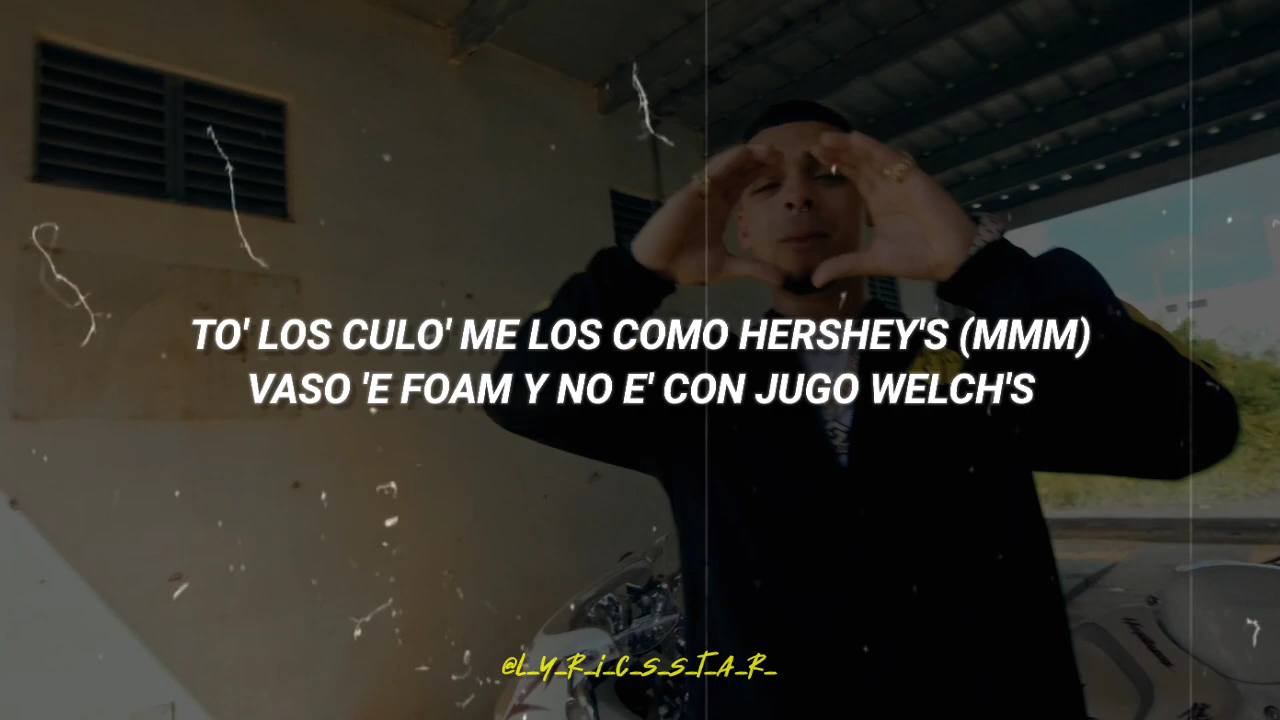 TO' LOS CULO' ME LOS COMO HERSHEY'S (MMM)
VASO 'E FOAM Y NO E' CON JUGO WELCH'S
@L_Y_R_I_C_S_S_T_A_R_